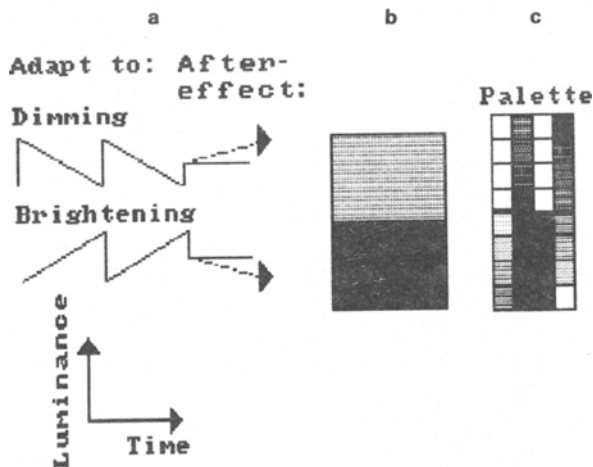 a b c
Adapt to: After-
effect:
Palette
Dimming
Brightening
Luminance
Time